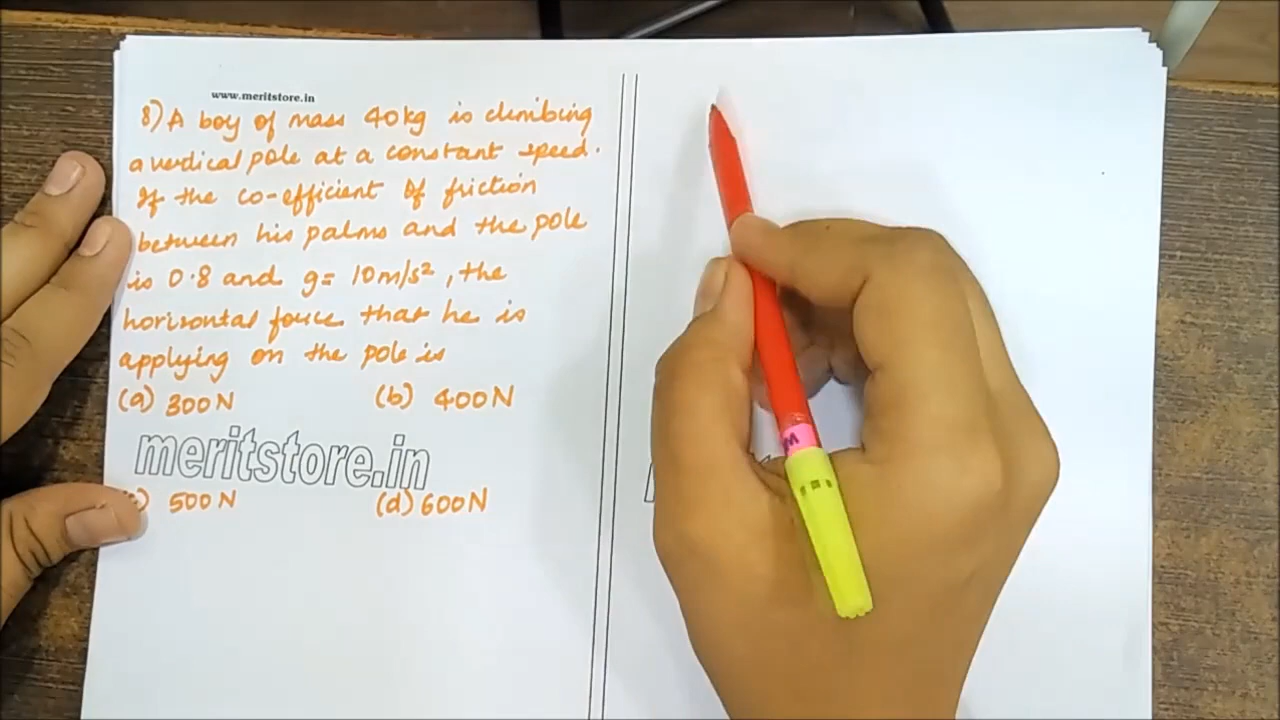 www.meritstore.in
8) A boy of mass 40kg is climbing
a vertical pole at a constant speed.
If the co-efficient of friction
between his palms and the pole
is 0.8 and g= 10m/s², the
horizontal force that he is
applying on the pole is
(a) 300N (b) 400N
meritstore.in
500N (d) 600N